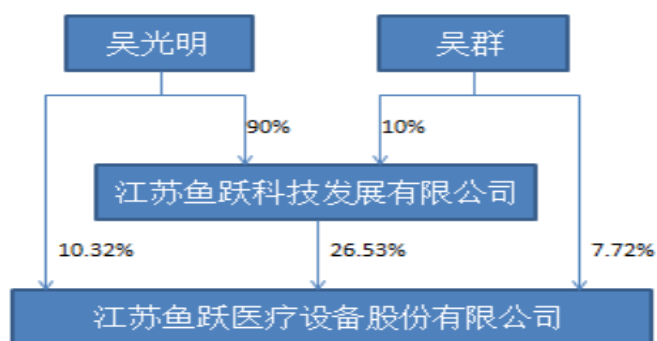 吴光明
吴群
90%
10%
江苏鱼跃科技发展有限公司
10.32%
26.53%
7.72%
江苏鱼跃医疗设备股份有限公司